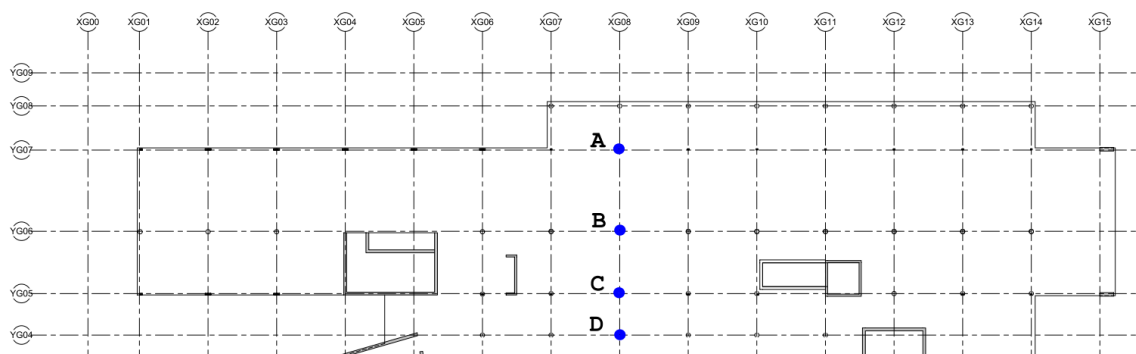 XG00 XG01 XG02 XG03 XG04 XG05 XG06 XG07 XG08 XG09 XG10 XG11 XG12 XG13 XG14 XG15
YG09
YG08
A
YG07
B
YG06
C
YG05
D
YG04